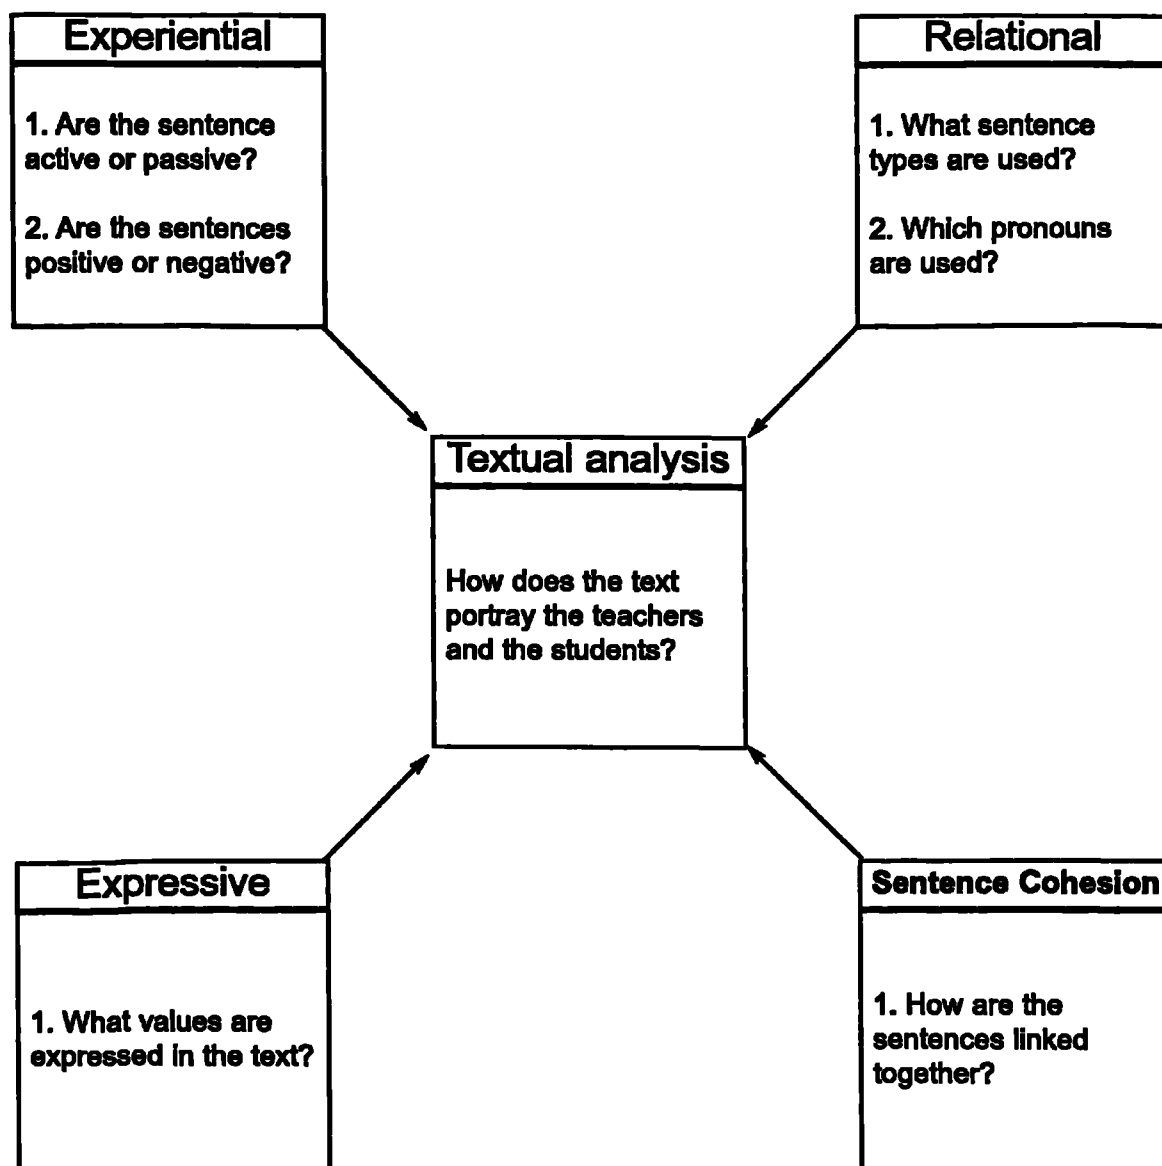 Experiential
1. Are the sentence
active or passive?
2. Are the sentences
positive or negative?
Relational
1. What sentence
types are used?
2. Which pronouns
are used?
Textual analysis
How does the text
portray the teachers
and the students?
Expressive
1. What values are
expressed in the text?
Sentence Cohesion
1. How are the
sentences linked
together?